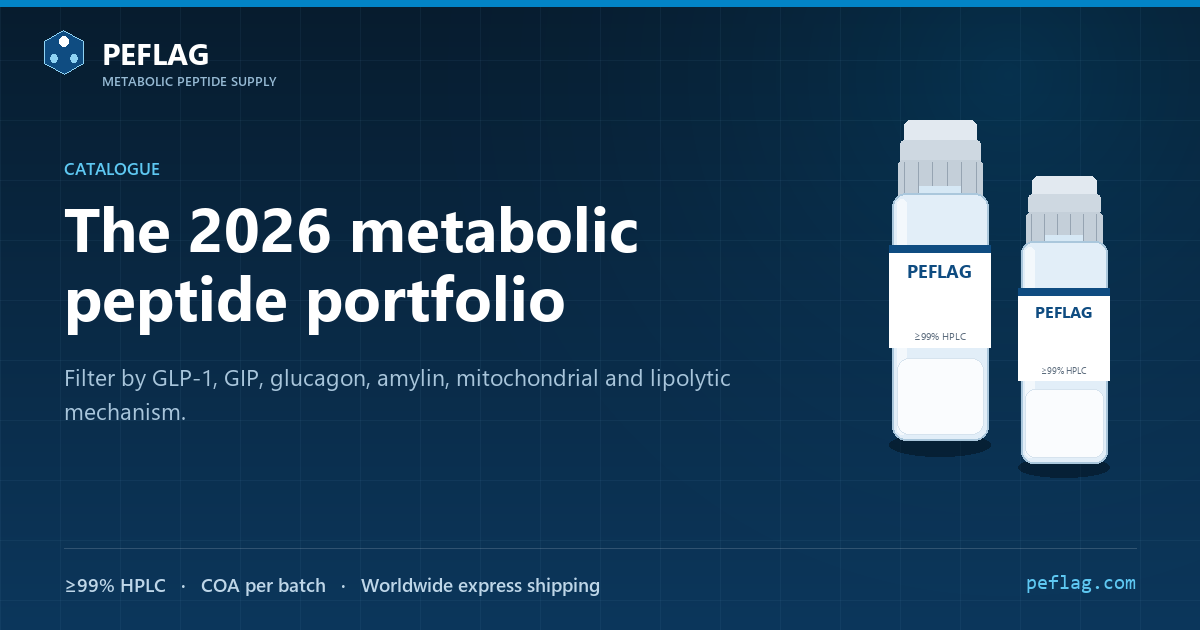 PEFLAG
METABOLIC PEPTIDE SUPPLY
CATALOGUE
The 2026 metabolic
peptide portfolio
Filter by GLP-1, GIP, glucagon, amylin, mitochondrial and lipolytic
mechanism.
PEFLAG
≥99% HPLC
PEFLAG
≥99% HPLC
≥99% HPLC · COA per batch · Worldwide express shipping
peflag.com